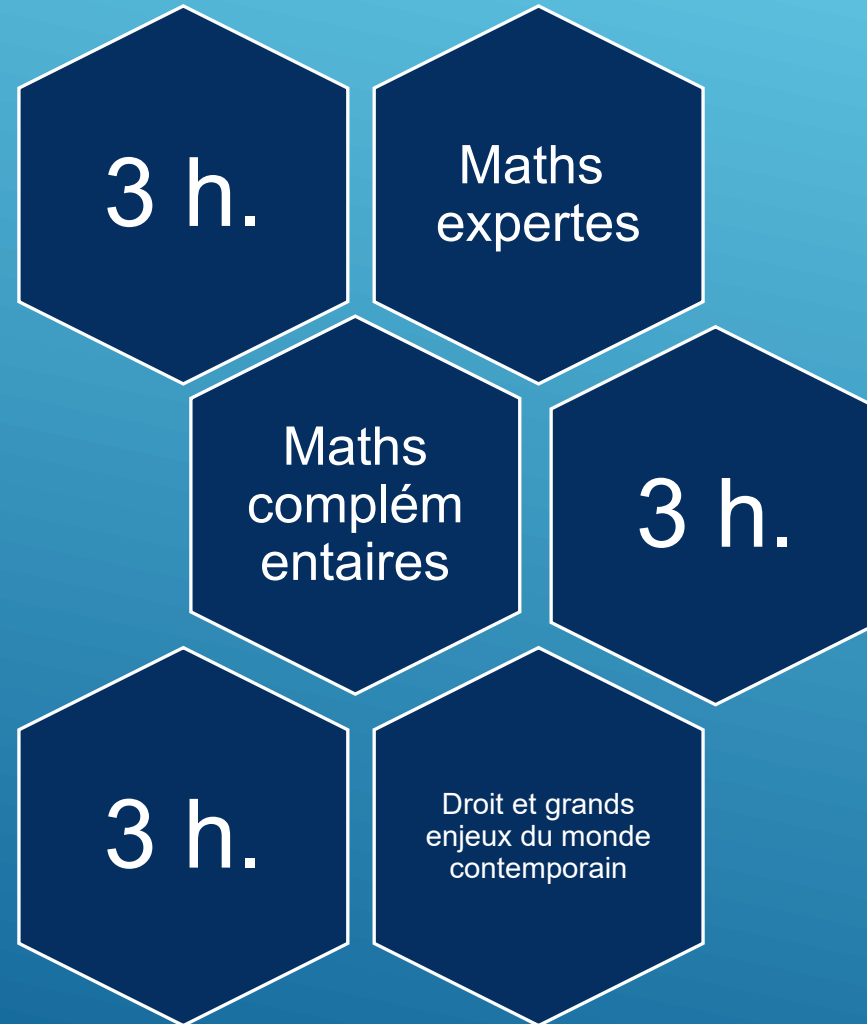 3 h.
Maths
expertes
Maths
complém
entaires
3 h.
3 h.
Droit et grands
enjeux du monde
contemporain